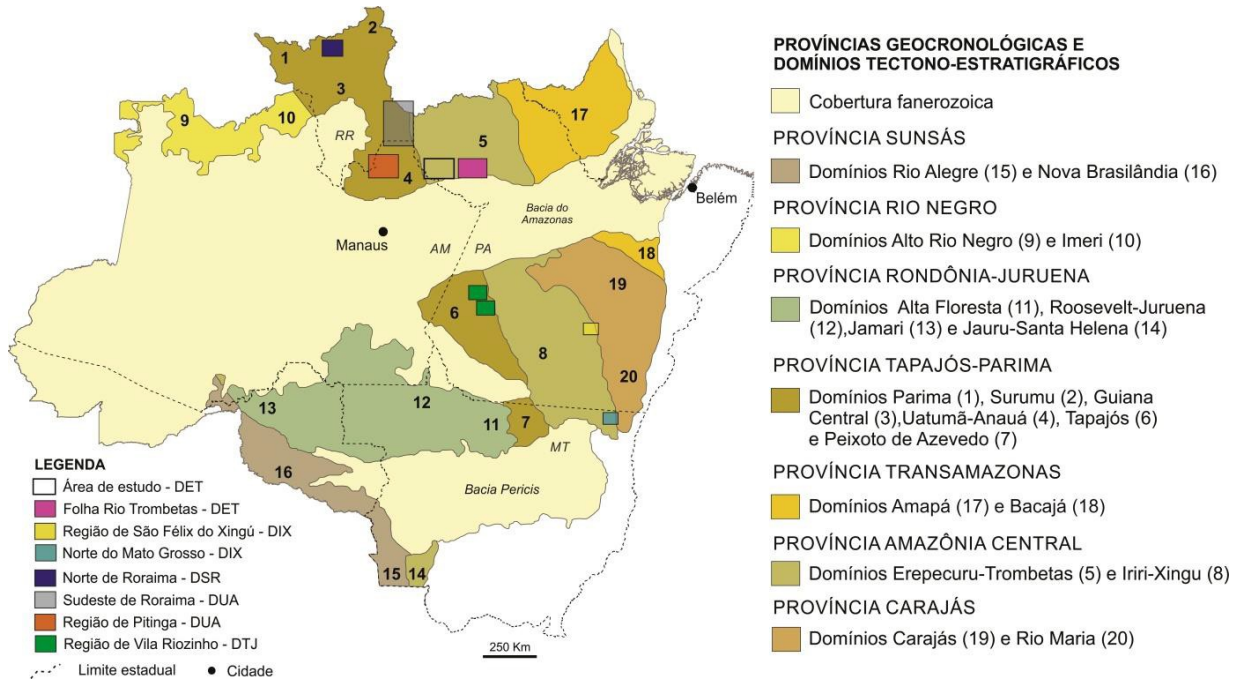 2
1
3
10
9
RR
5
17
4
Bacia do
Amazonas
Belém
Manaus
AM
PA
18
19
6
8
20
12
13
11
7
MT
16
Bacia Pericis
15
14
250 Km
LEGENDA
Área de estudo - DET
Folha Rio Trombetas - DET
Região de São Félix do Xingú - DIX
Norte do Mato Grosso - DIX
Norte de Roraima - DSR
Sudeste de Roraima - DUA
Região de Pitinga - DUA
Região de Vila Riozinho - DTJ
Limite estadual
Cidade
PROVÍNCIAS GEOCRONOLÓGICAS E
DOMÍNIOS TECTONO-ESTRATIGRÁFICOS
Cobertura fanerozoica
PROVÍNCIA SUNSÁS
Domínios Rio Alegre (15) e Nova Brasilândia (16)
PROVÍNCIA RIO NEGRO
Domínios Alto Rio Negro (9) e Imeri (10)
PROVÍNCIA RONDÔNIA-JURUENA
Domínios Alta Floresta (11), Roosevelt-Juruena
(12),Jamari (13) e Jauru-Santa Helena (14)
PROVÍNCIA TAPAJÓS-PARIMA
Domínios Parima (1), Surumu (2), Guiana
Central (3),Uatumã-Anauá (4), Tapajós (6)
e Peixoto de Azevedo (7)
PROVÍNCIA TRANSAMAZONAS
Domínios Amapá (17) e Bacajá (18)
PROVÍNCIA AMAZÔNIA CENTRAL
Domínios Erepecuru-Trombetas (5) e Iriri-Xingu (8)
PROVÍNCIA CARAJÁS
Domínios Carajás (19) e Rio Maria (20)